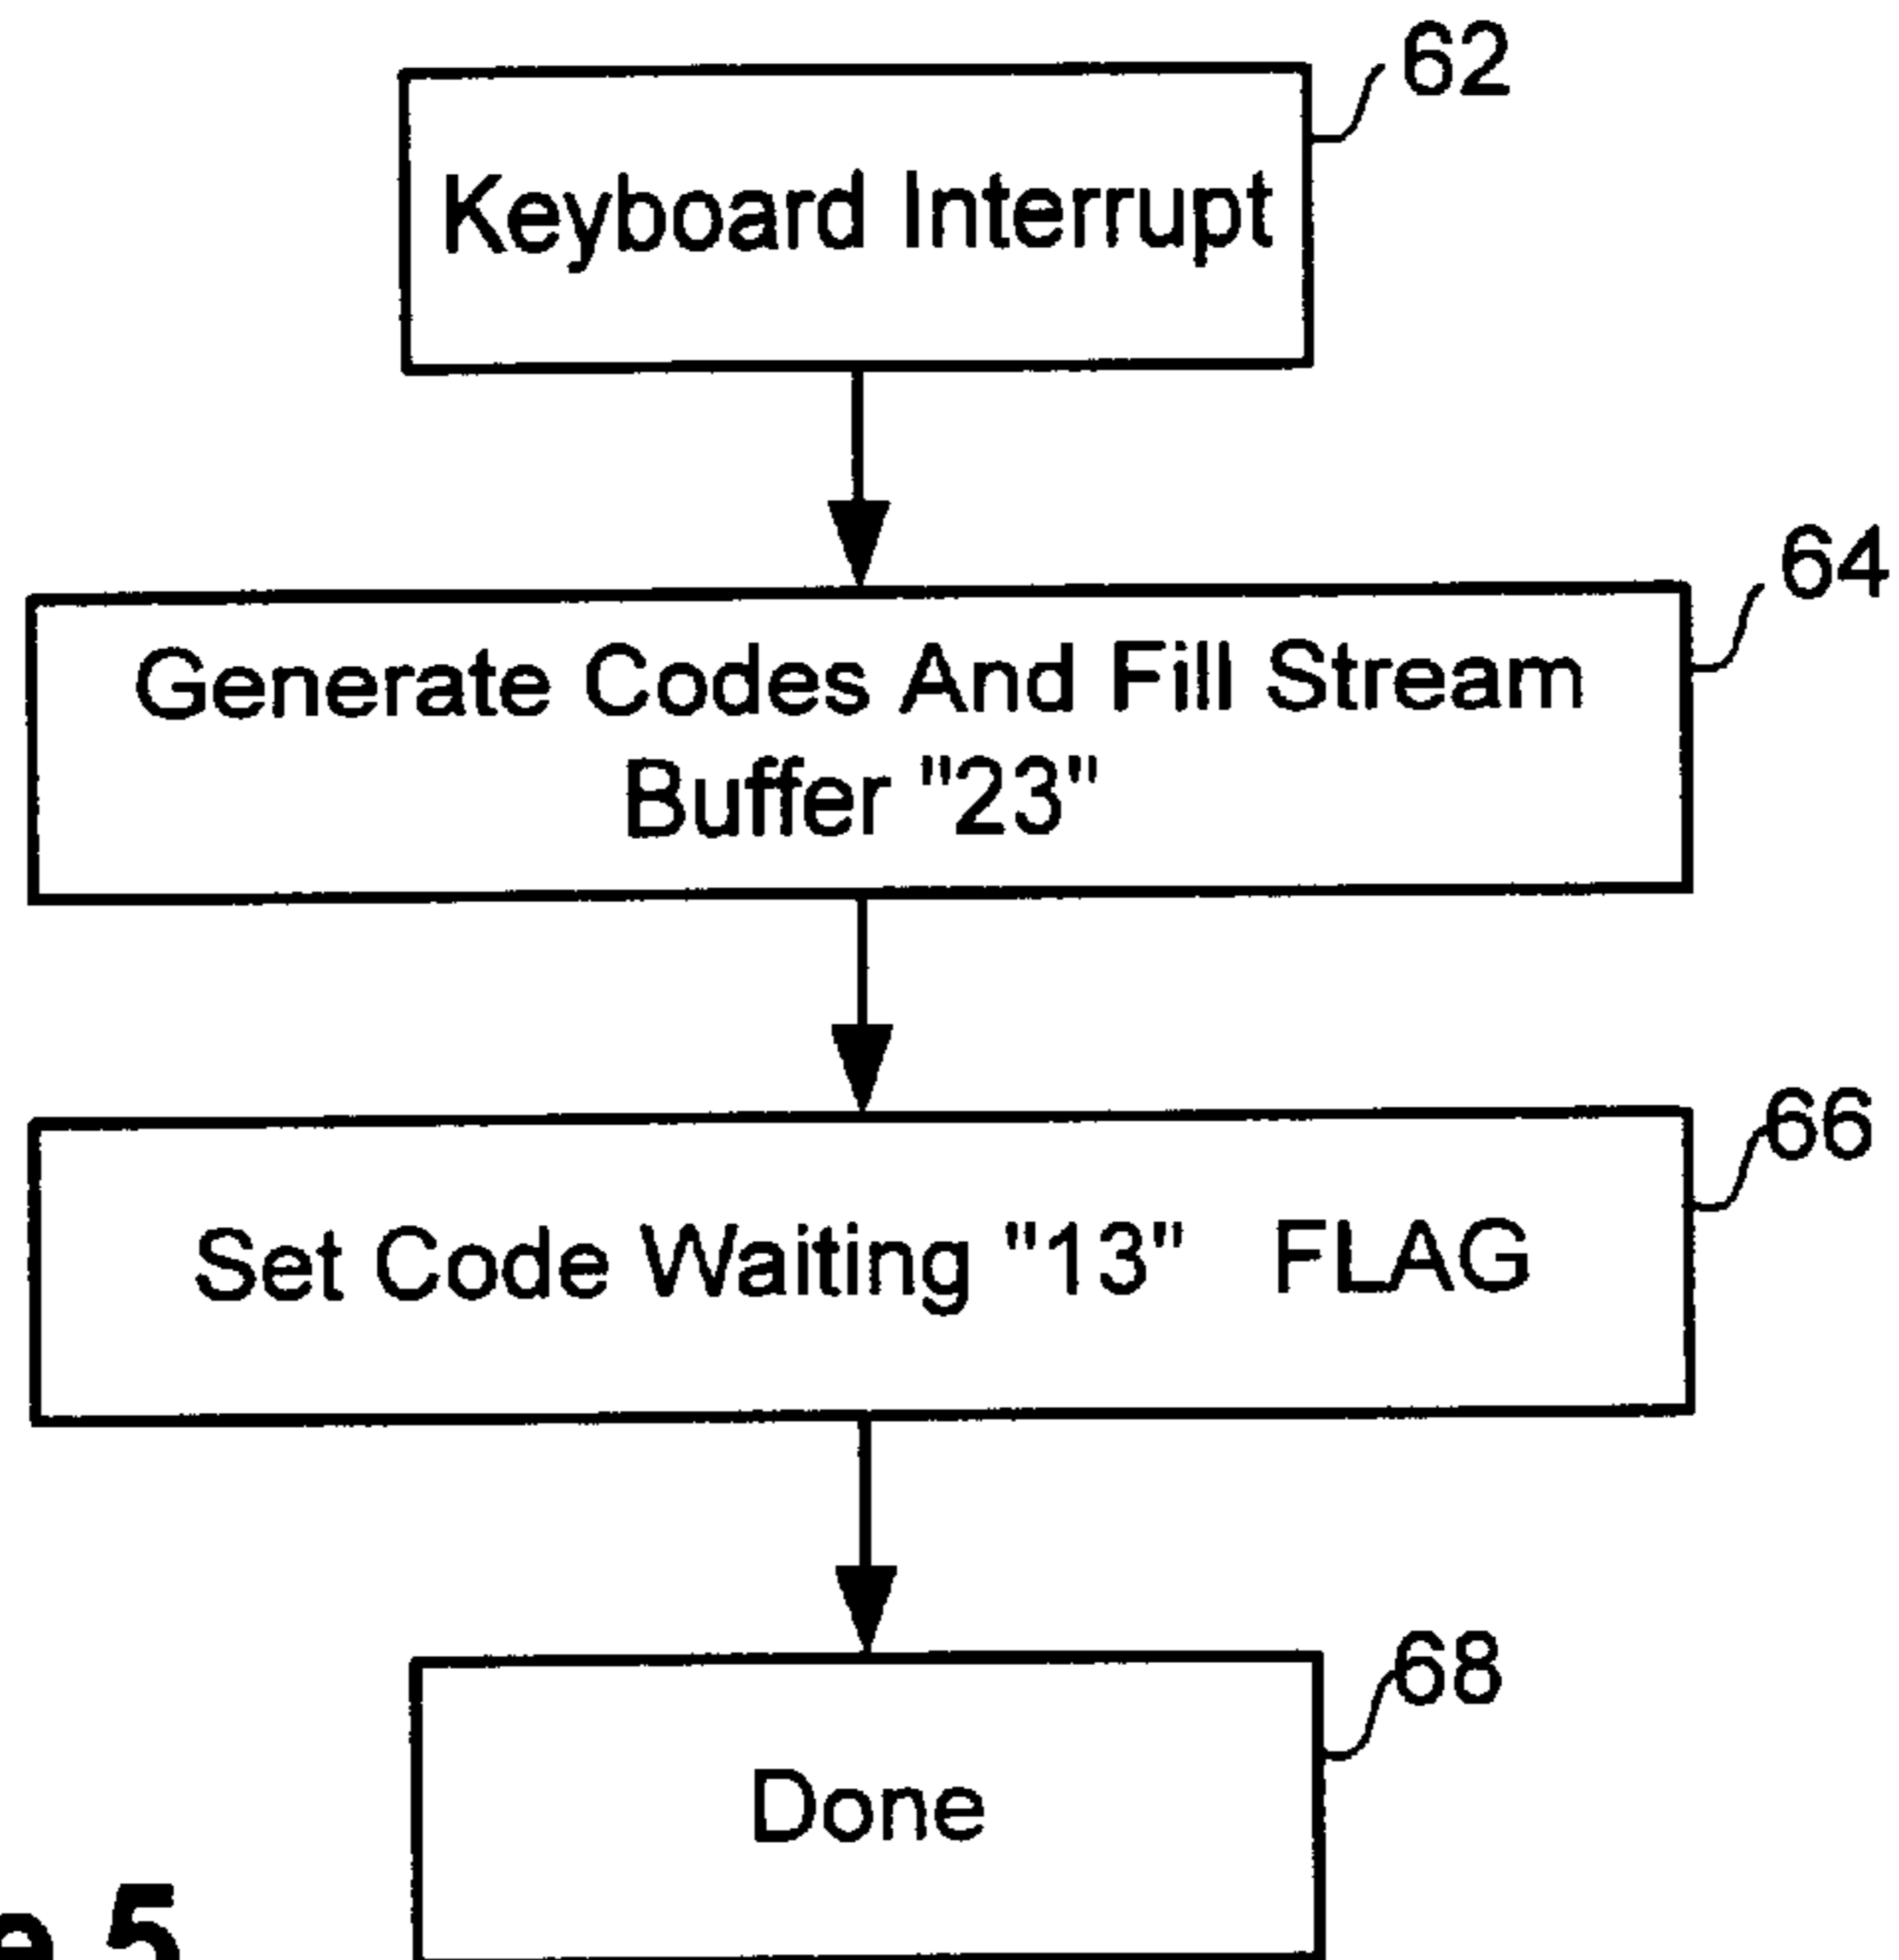 62
Keyboard Interrupt
64
Generate Codes And Fill Stream
Buffer "23"
66
Set Code Waiting "13" FLAG
68
Done
5